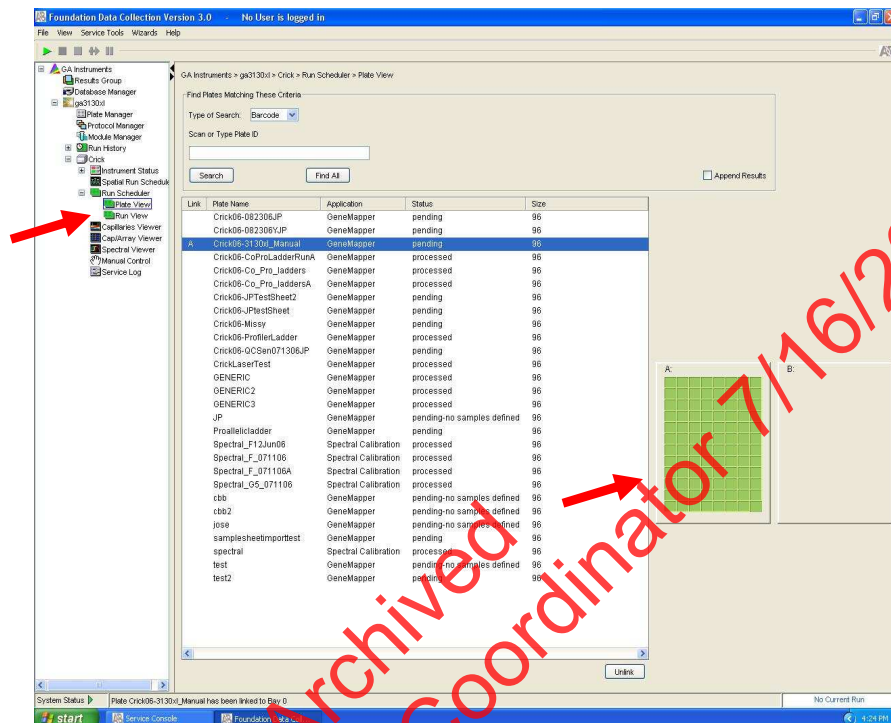 Foundation Data Collection Version 3.0 - No User is logged in
File View Service Tools Wizards Help
GA Instruments
Results Group
Database Manager
ga3130xl
Plate Manager
Protocol Manager
Module Manager
Run History
Crick
Instrument Status
Spatial Run Schedule
Run Scheduler
Plate View
Run View
Capillaries Viewer
Cap/Array Viewer
Spectral Viewer
Manual Control
Service Log
GA Instruments > ga3130xl > Crick > Run Scheduler > Plate View
Find Plates Matching These Criteria
Type of Search: Barcode
Scan or Type Plate ID
Search Find All Append Results
Link Plate Name Application Status Size
Crick06-082306JP GeneMapper pending 96
Crick06-082306YJP GeneMapper pending 96
A Crick06-3130xl_Manual GeneMapper pending 96
Crick06-CoProLadderRunA GeneMapper processed 96
Crick06-Co_Pro_ladders GeneMapper processed 96
Crick06-Co_Pro_laddersA GeneMapper processed 96
Crick06-JPTestSheet2 GeneMapper pending 96
Crick06-JPtestSheet GeneMapper processed 96
Crick06-Missy GeneMapper pending 96
Crick06-ProfilerLadder GeneMapper processed 96
Crick06-QCSen071306JP GeneMapper pending 96
CrickLaserTest GeneMapper processed 96
GENERIC GeneMapper processed 96
GENERIC2 GeneMapper processed 96
GENERIC3 GeneMapper processed 96
JP GeneMapper pending-no samples defined 96
Proallelicladder GeneMapper pending 96
Spectral_F12Jun06 Spectral Calibration processed 96
Spectral_F_071106 Spectral Calibration processed 96
Spectral_F_071106A Spectral Calibration processed 96
Spectral_G5_071106 Spectral Calibration processed 96
cbb GeneMapper pending-no samples defined 96
cbb2 GeneMapper pending-no samples defined 96
jose GeneMapper pending-no samples defined 96
samplesheetimporttest GeneMapper pending 96
spectral Spectral Calibration processed 96
test GeneMapper pending-no samples defined 96
test2 GeneMapper pending 96
A: B:
Unlink
System Status Plate Crick06-3130xl_Manual has been linked to Bay 0 No Current Run
start Service Console Foundation Data Coll 4:24 PM
Archived
Coordinator 7/16/2